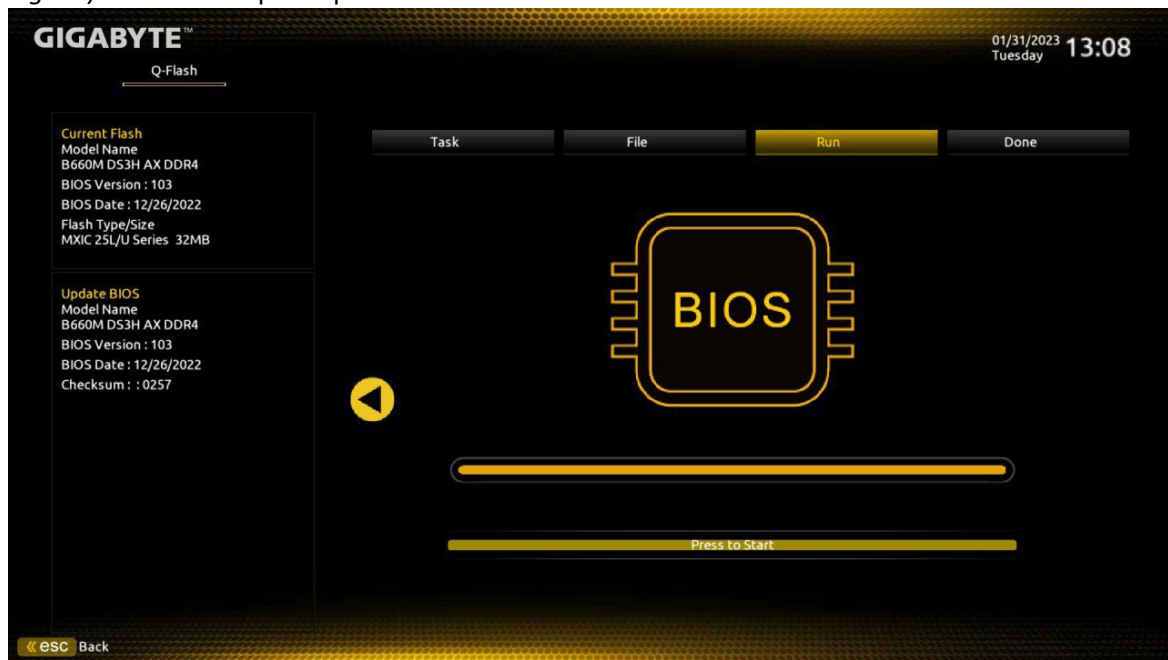 GIGABYTE™
01/31/2023
Tuesday
13:08
Q-Flash
Current Flash
Model Name
B660M DS3H AX DDR4
BIOS Version : 103
BIOS Date : 12/26/2022
Flash Type/Size
MXIC 25L/U Series 32MB
Update BIOS
Model Name
B660M DS3H AX DDR4
BIOS Version : 103
BIOS Date : 12/26/2022
Checksum : : 0257
Task
File
Run
Done
BIOS
Press to Start
« esc Back